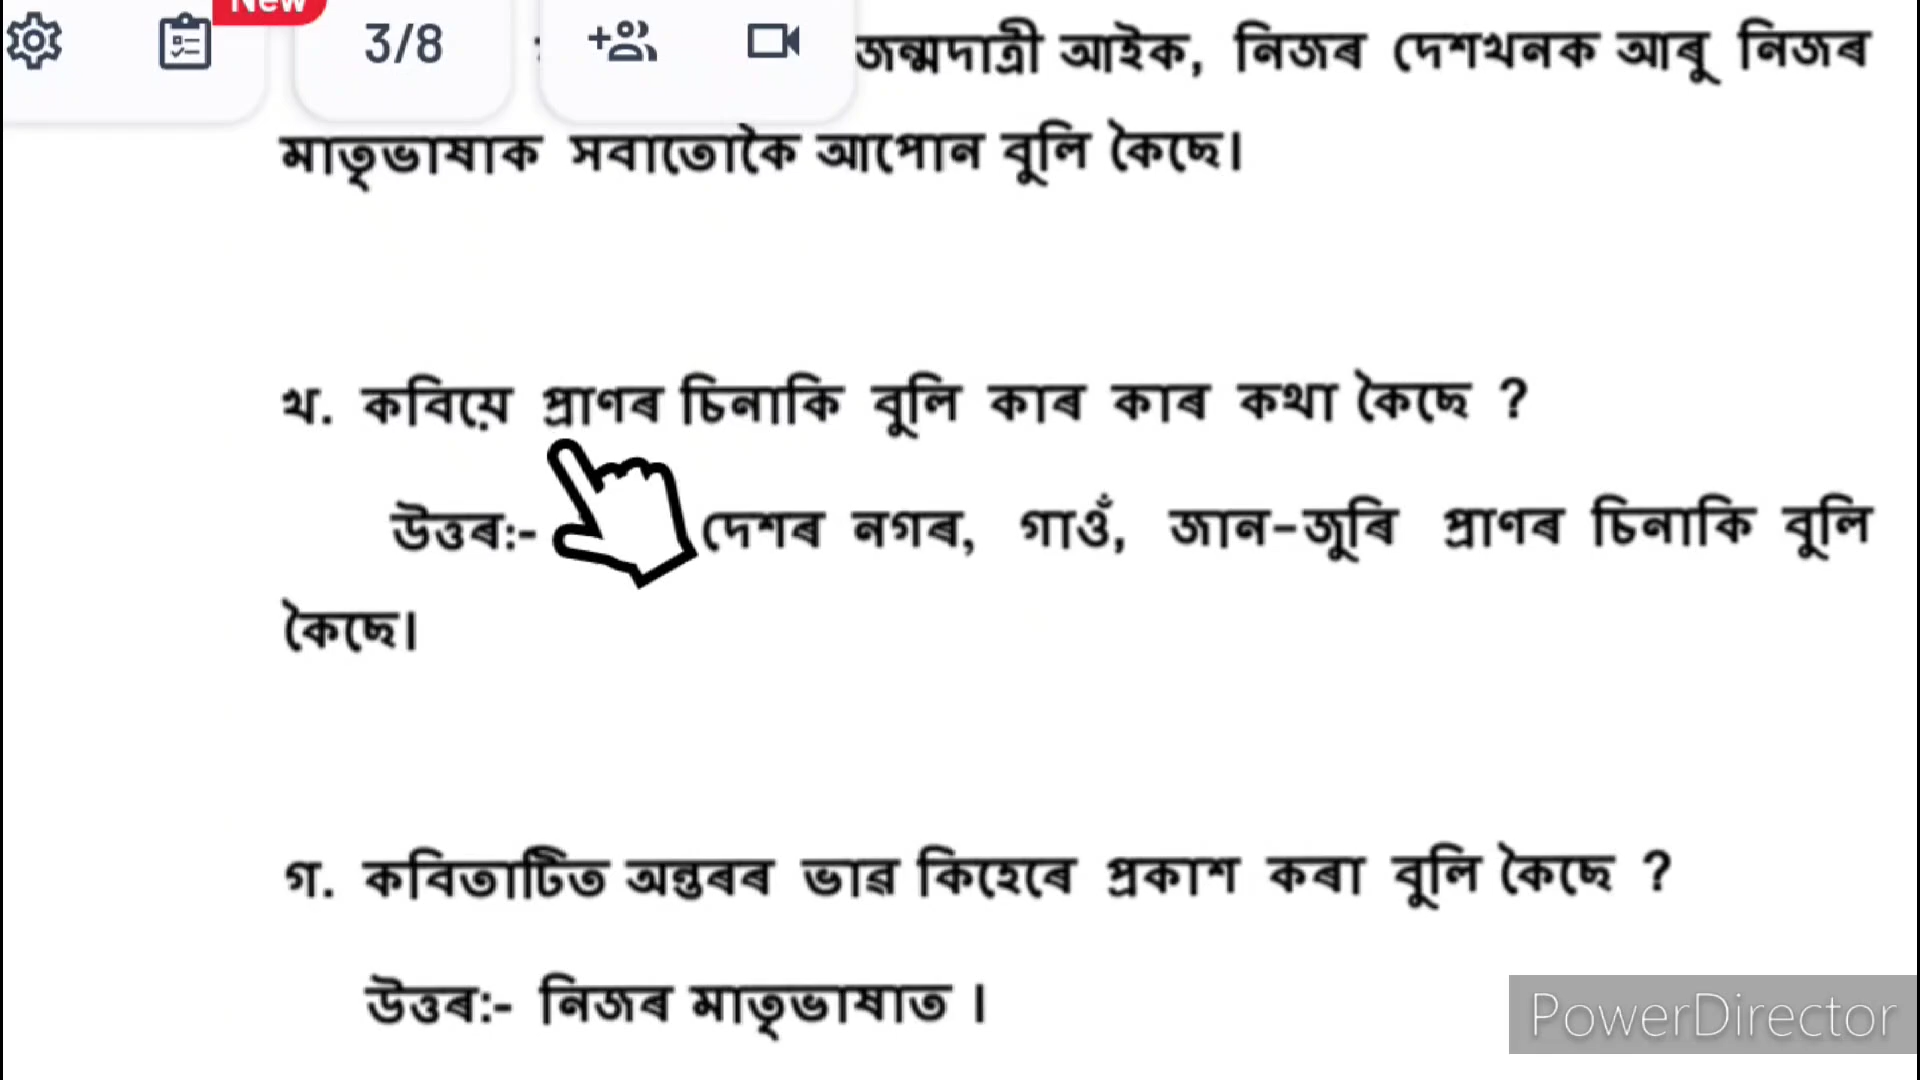 New
3/8
জন্মদাত্ৰী আইক, নিজৰ দেশখনক আৰু নিজৰ
মাতৃভাষাক সবাতোকৈ আপোন বুলি কৈছে।
খ. কবিয়ে প্ৰাণৰ চিনাকি বুলি কাৰ কাৰ কথা কৈছে ?
উত্তৰ:- দেশৰ নগৰ, গাওঁ, জান-জুৰি প্ৰাণৰ চিনাকি বুলি
কৈছে।
গ. কবিতাটিত অন্তৰৰ ভাৱ কিহেৰে প্ৰকাশ কৰা বুলি কৈছে ?
উত্তৰ:- নিজৰ মাতৃভাষাত ।
PowerDirector